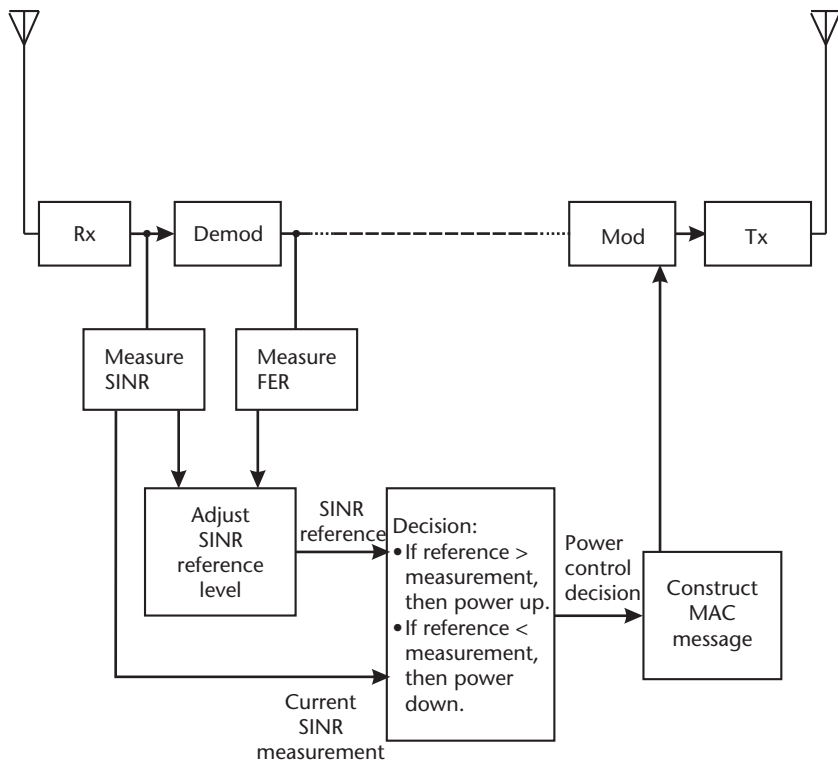 Rx
Demod
Mod
Tx
Measure
SINR
Measure
FER
Adjust
SINR
reference
level
SINR
reference
Decision:
•If reference >
measurement,
then power up.
•If reference <
measurement,
then power
down.
Power
control
decision
Construct
MAC
message
Current
SINR
measurement